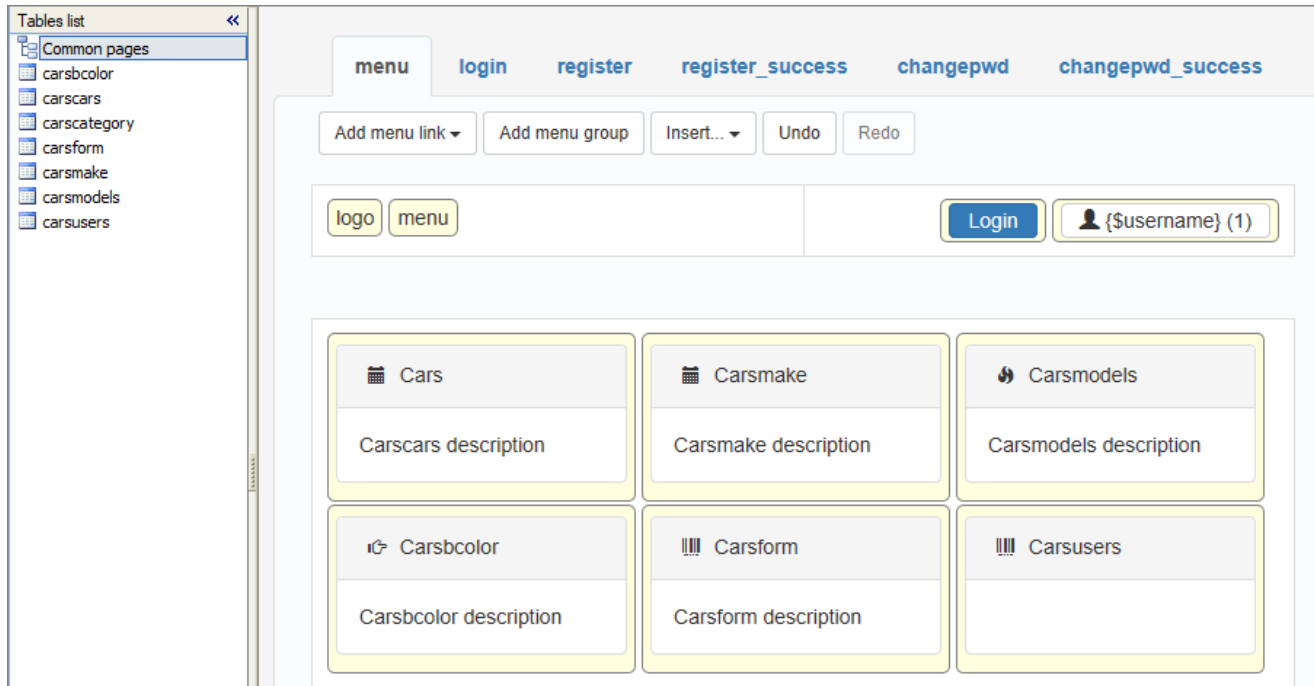 Tables list «
Common pages
carsbcolor
carscars
carscategory
carsform
carsmake
carsmodels
carsusers
menu login register register_success changepwd changepwd_success
Add menu link Add menu group Insert... Undo Redo
logo menu Login {$username} (1)
Cars Carsmake Carsmodels
Carscars description Carsmake description Carsmodels description
Carsbcolor Carsform Carsusers
Carsbcolor description Carsform description